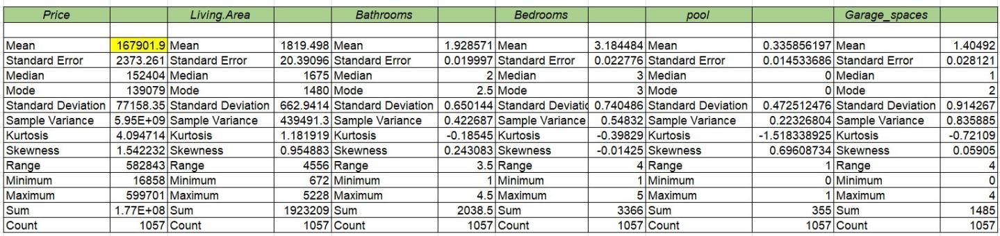 Price Living.Area Bathrooms Bedrooms pool Garage_spaces
Mean 167901.9 Mean 1819.498 Mean 1.928571 Mean 3.184484 Mean 0.335856197 Mean 1.40492
Standard Error 2373.261 Standard Error 20.39096 Standard Error 0.019997 Standard Error 0.022776 Standard Error 0.014533686 Standard Error 0.028121
Median 152404 Median 1675 Median 2 Median 3 Median 0 Median 1
Mode 139079 Mode 1480 Mode 2.5 Mode 3 Mode 0 Mode 2
Standard Deviation 77158.35 Standard Deviation 662.9414 Standard Deviation 0.650144 Standard Deviatic 0.740486 Standard Deviation 0.472512476 Standard Deviation 0.914267
Sample Variance 5.95E+09 Sample Variance 439491.3 Sample Variance 0.422687 Sample Variance 0.54832 Sample Variance 0.22326804 Sample Variance 0.835885
Kurtosis 4.094714 Kurtosis 1.181919 Kurtosis -0.18545 Kurtosis -0.39829 Kurtosis -1.518338925 Kurtosis -0.72109
Skewness 1.542232 Skewness 0.954883 Skewness 0.243083 Skewness -0.01425 Skewness 0.69608734 Skewness 0.05905
Range 582843 Range 4556 Range 3.5 Range 4 Range 1 Range 4
Minimum 16858 Minimum 672 Minimum 1 Minimum 1 Minimum 0 Minimum 0
Maximum 599701 Maximum 5228 Maximum 4.5 Maximum 5 Maximum 1 Maximum 4
Sum 1.77E+08 Sum 1923209 Sum 2038.5 Sum 3366 Sum 355 Sum 1485
Count 1057 Count 1057 Count 1057 Count 1057 Count 1057 Count 1057